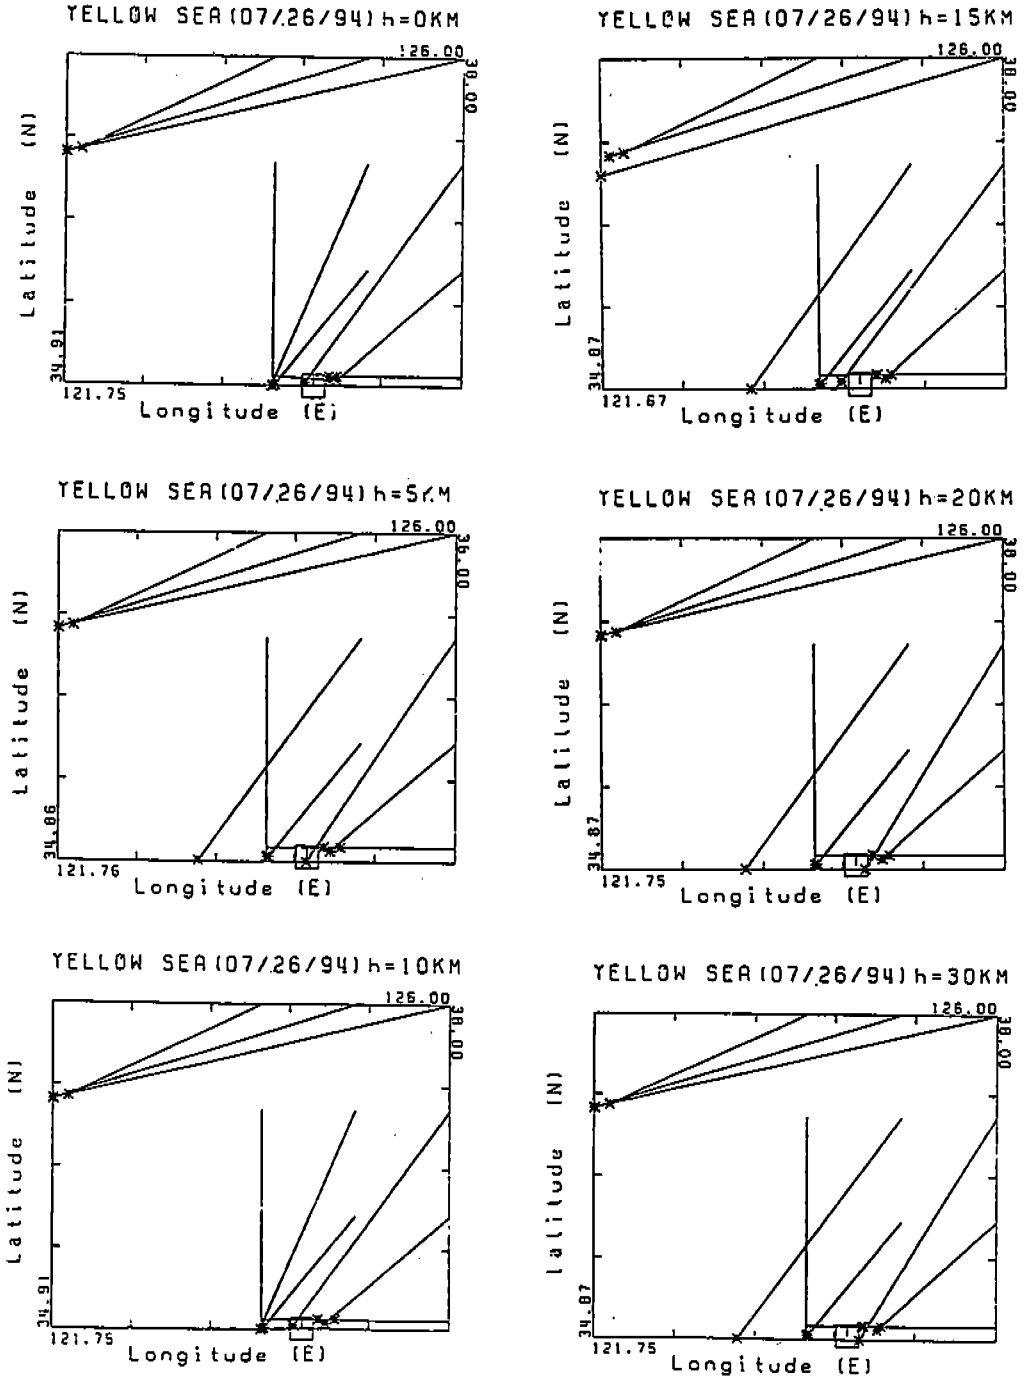 YELLOW SEA(07/26/94)h=0KM
126.00
38.00
Latitude (N)
34.91
121.75
Longitude (E)
YELLOW SEA(07/26/94)h=15KM
126.00
38.00
Latitude (N)
34.87
121.67
Longitude (E)
YELLOW SEA(07/26/94)h=5KM
126.00
38.00
Latitude (N)
34.86
121.76
Longitude (E)
YELLOW SEA(07/26/94)h=20KM
126.00
38.00
Latitude (N)
34.87
121.75
Longitude (E)
YELLOW SEA(07/26/94)h=10KM
126.00
38.00
Latitude (N)
34.91
121.75
Longitude (E)
YELLOW SEA(07/26/94)h=30KM
126.00
38.00
Latitude (N)
34.87
121.75
Longitude (E)